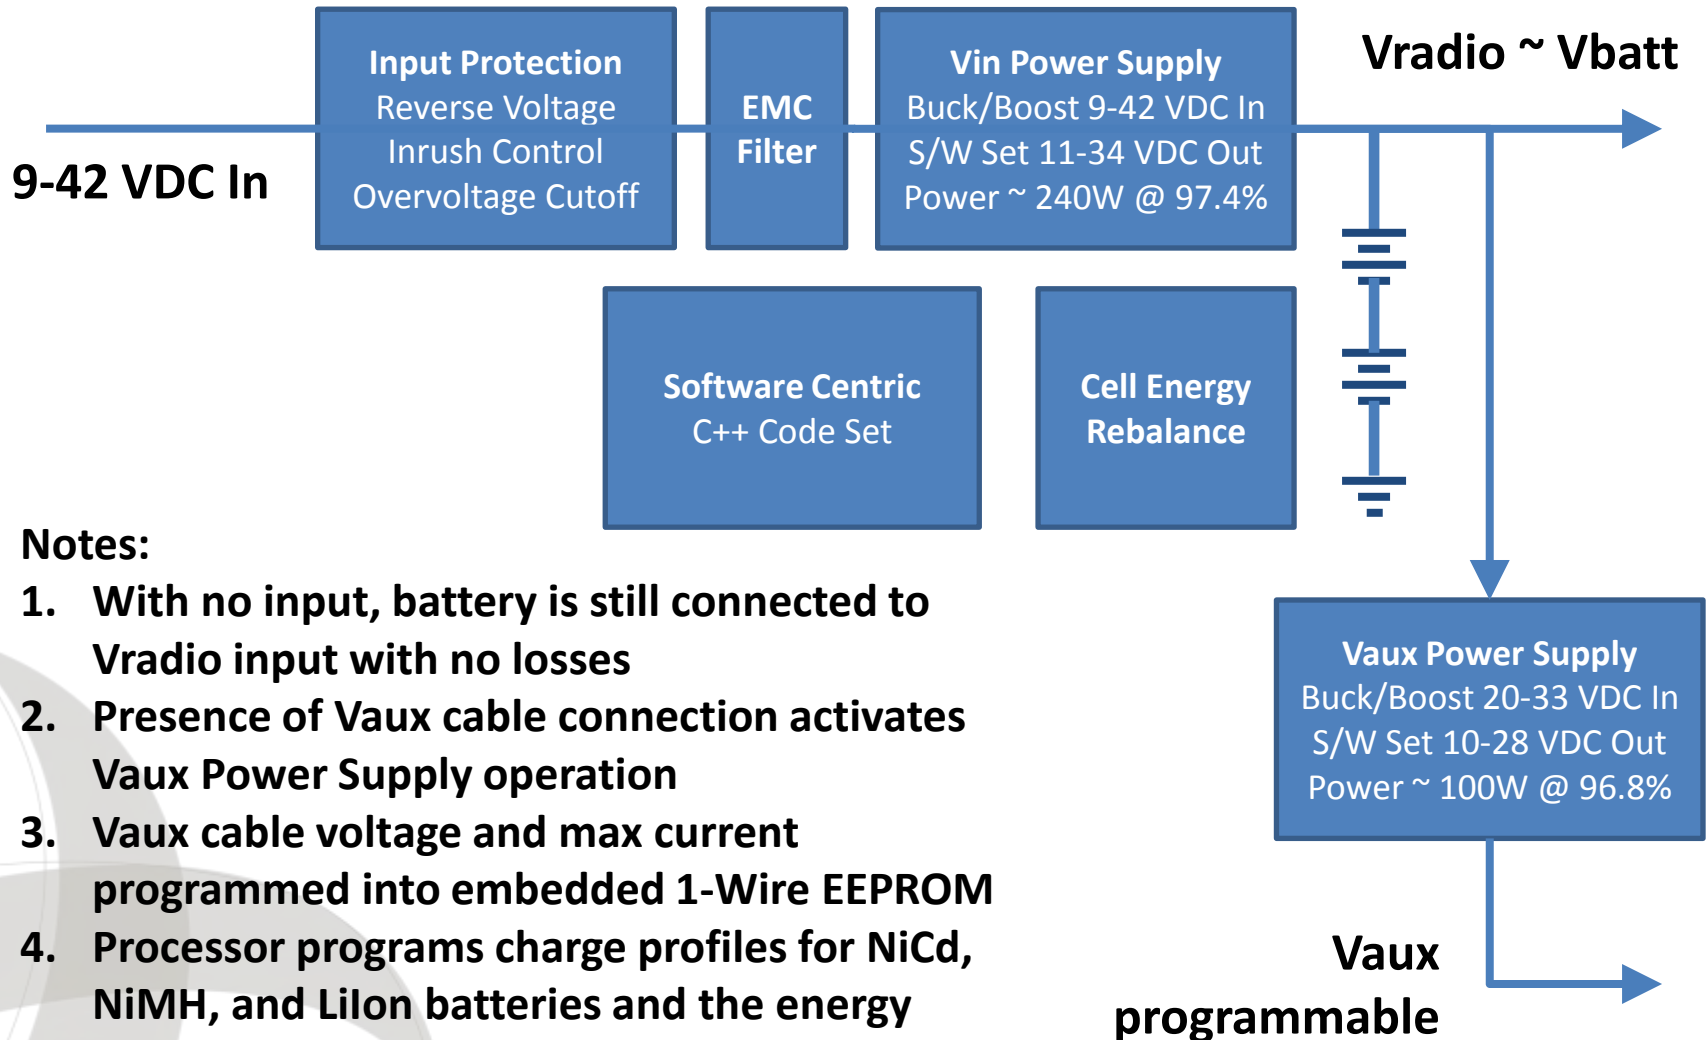 Input Protection
Reverse Voltage
Inrush Control
Overvoltage Cutoff
EMC
Filter
Vin Power Supply
Buck/Boost 9-42 VDC In
S/W Set 11-34 VDC Out
Power ~ 240W @ 97.4%
Vradio ~ Vbatt
9-42 VDC In
Software Centric
C++ Code Set
Cell Energy
Rebalance
Notes:
1. With no input, battery is still connected to
Vradio input with no losses
2. Presence of Vaux cable connection activates
Vaux Power Supply operation
3. Vaux cable voltage and max current
programmed into embedded 1-Wire EEPROM
4. Processor programs charge profiles for NiCd,
NiMH, and LiIon batteries and the energy
Vaux Power Supply
Buck/Boost 20-33 VDC In
S/W Set 10-28 VDC Out
Power ~ 100W @ 96.8%
Vaux
programmable